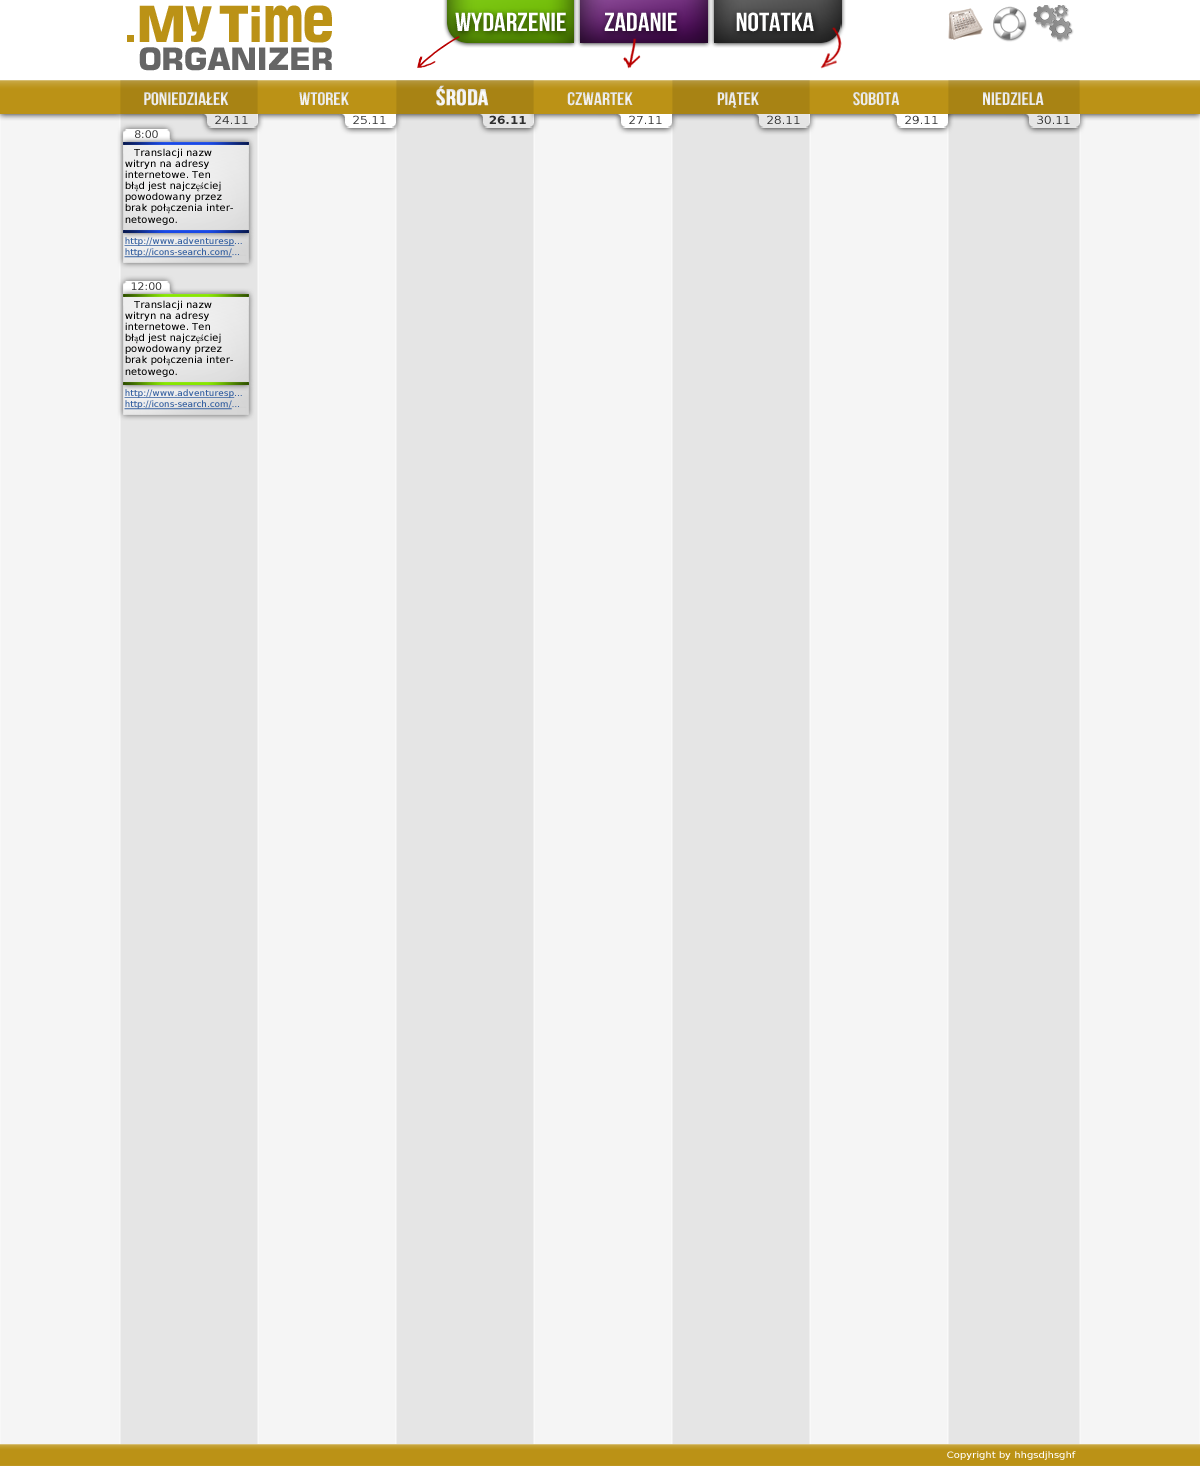 .My Time
ORGANIZER
WYDARZENIE
ZADANIE
NOTATKA
PONIEDZIAŁEK
WTOREK
ŚRODA
CZWARTEK
PIĄTEK
SOBOTA
NIEDZIELA
24.11
25.11
26.11
27.11
28.11
29.11
30.11
8:00
Translacji nazw
witryn na adresy
internetowe. Ten
błąd jest najczęściej
powodowany przez
brak połączenia inter-
netowego.
http://www.adventuresp...
http://icons-search.com/...
12:00
Translacji nazw
witryn na adresy
internetowe. Ten
błąd jest najczęściej
powodowany przez
brak połączenia inter-
netowego.
http://www.adventuresp...
http://icons-search.com/...
Copyright by hhgsdjhsghf